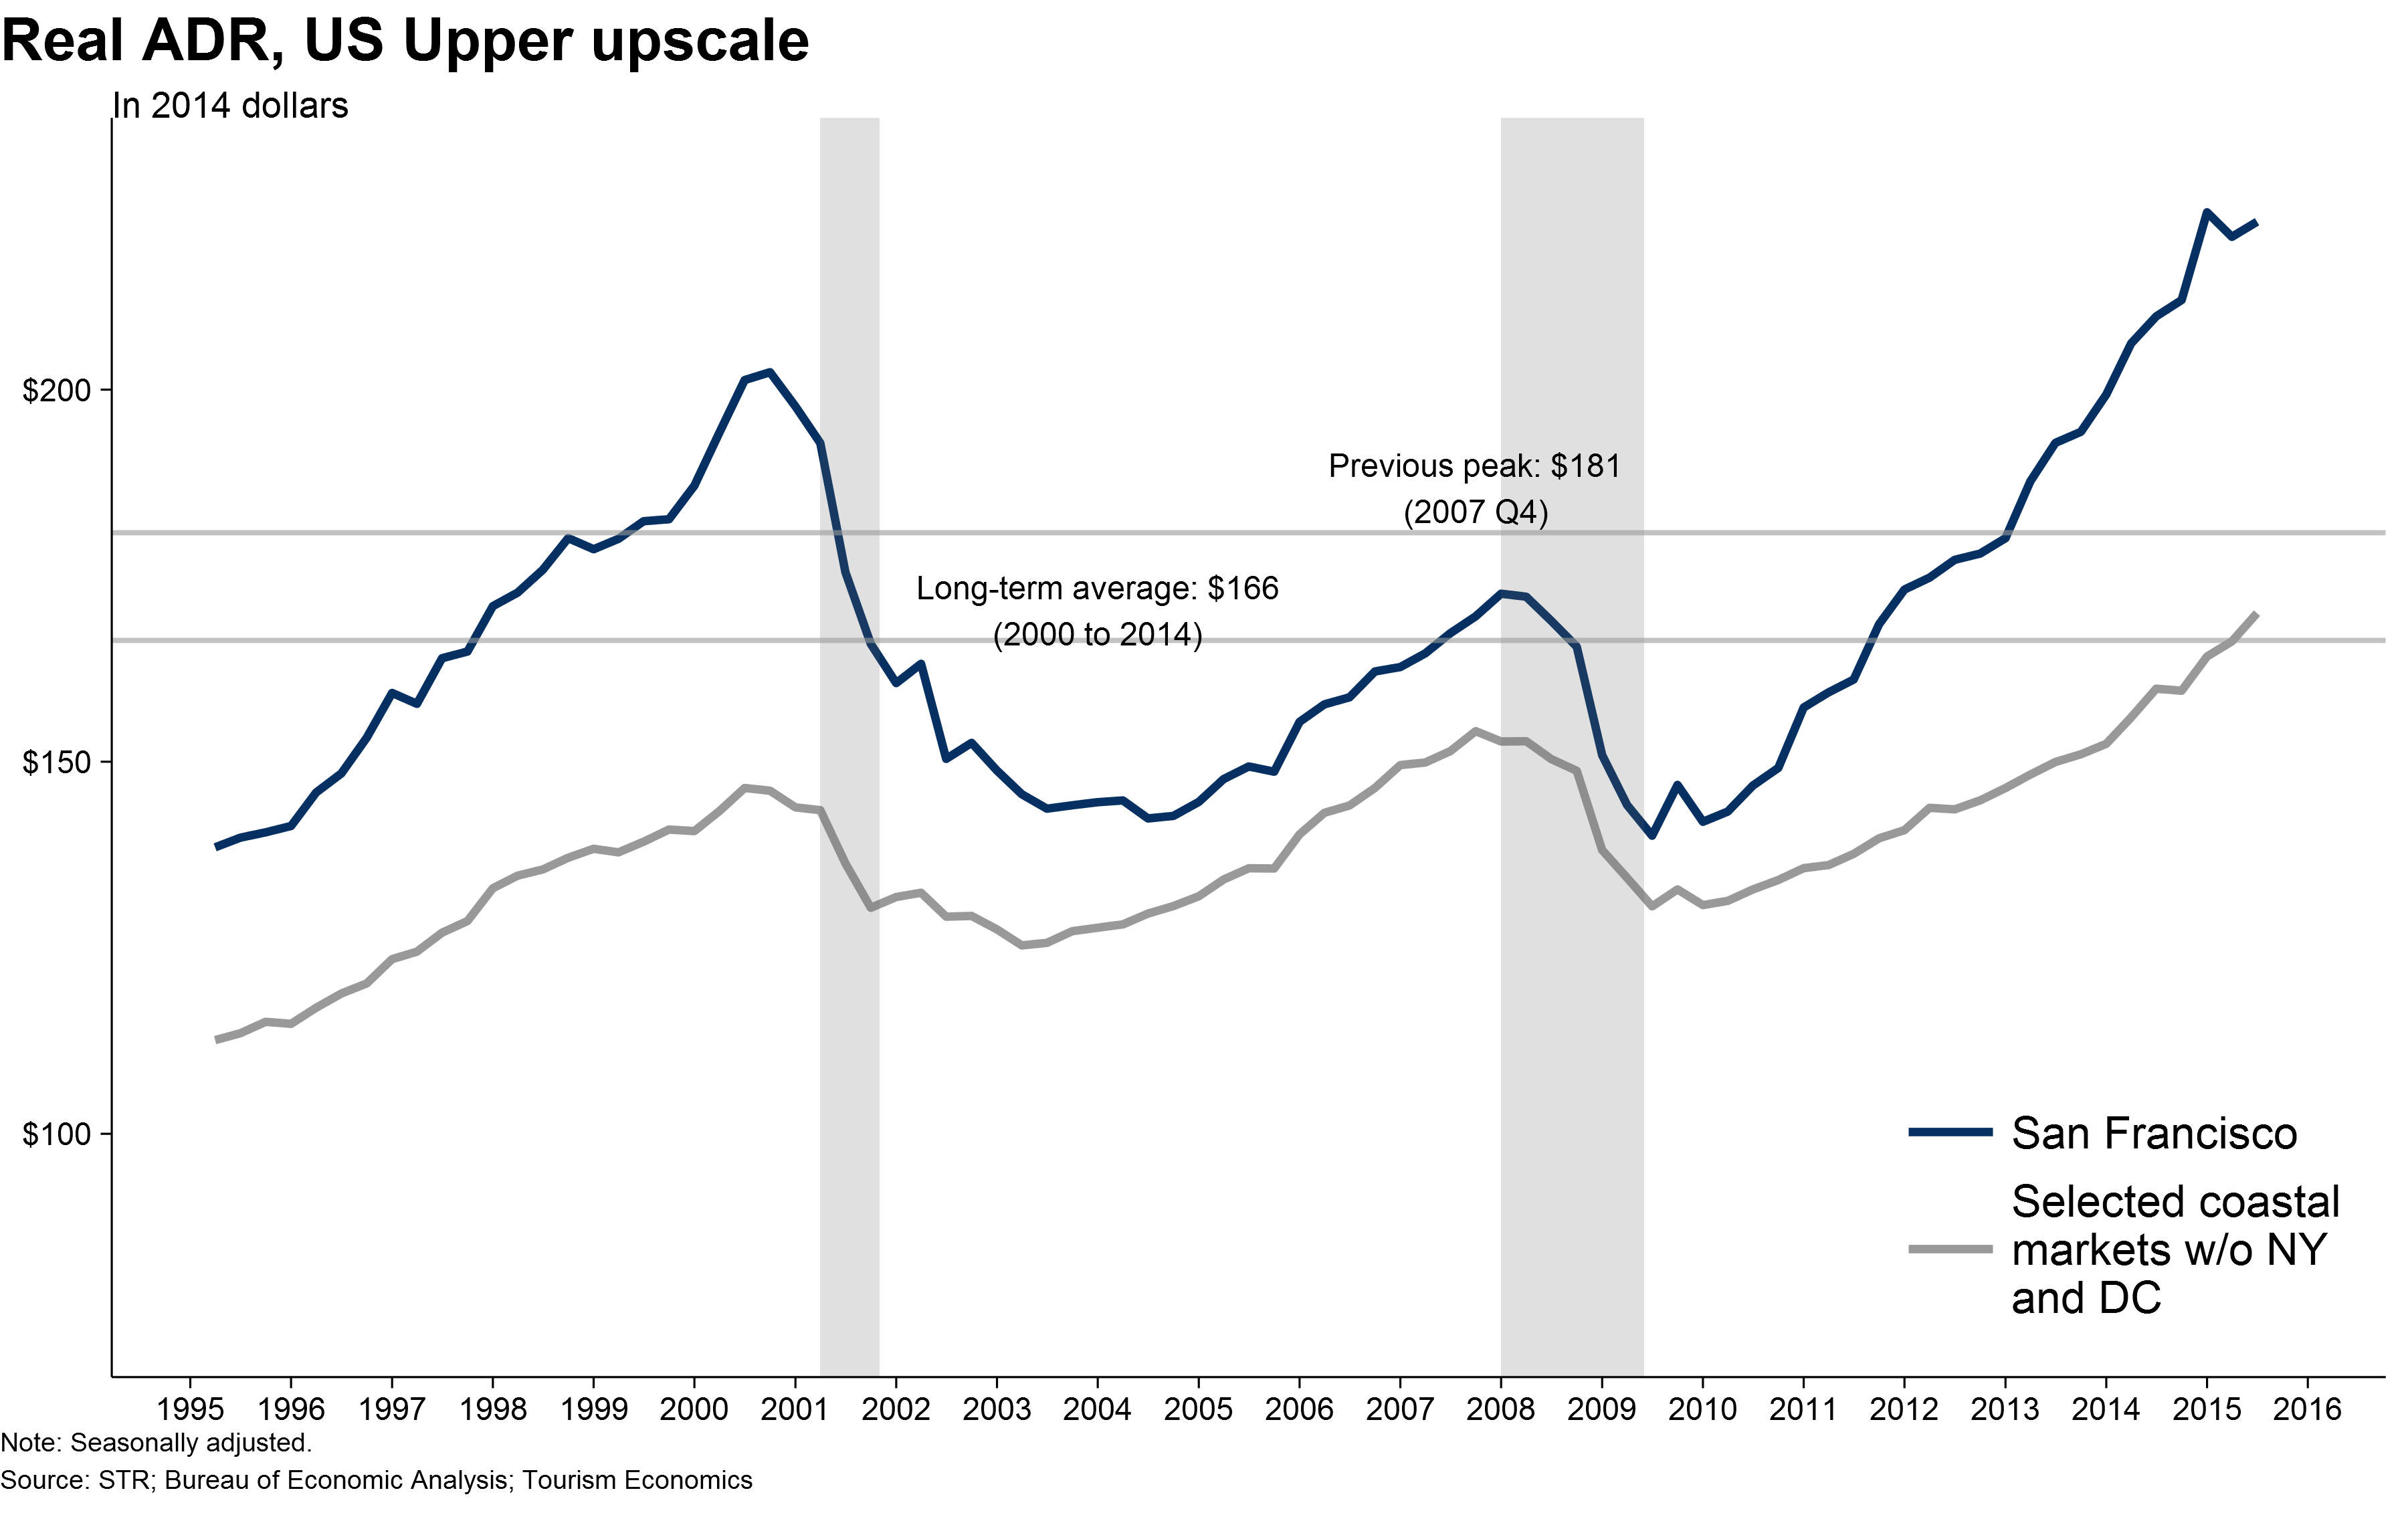 Real ADR, US Upper upscale
In 2014 dollars
$200
$150
$100
Previous peak: $181
(2007 Q4)
Long-term average: $166
(2000 to 2014)
San Francisco
Selected coastal
markets w/o NY
and DC
1995 1996 1997 1998 1999 2000 2001 2002 2003 2004 2005 2006 2007 2008 2009 2010 2011 2012 2013 2014 2015 2016
Note: Seasonally adjusted.
Source: STR; Bureau of Economic Analysis; Tourism Economics